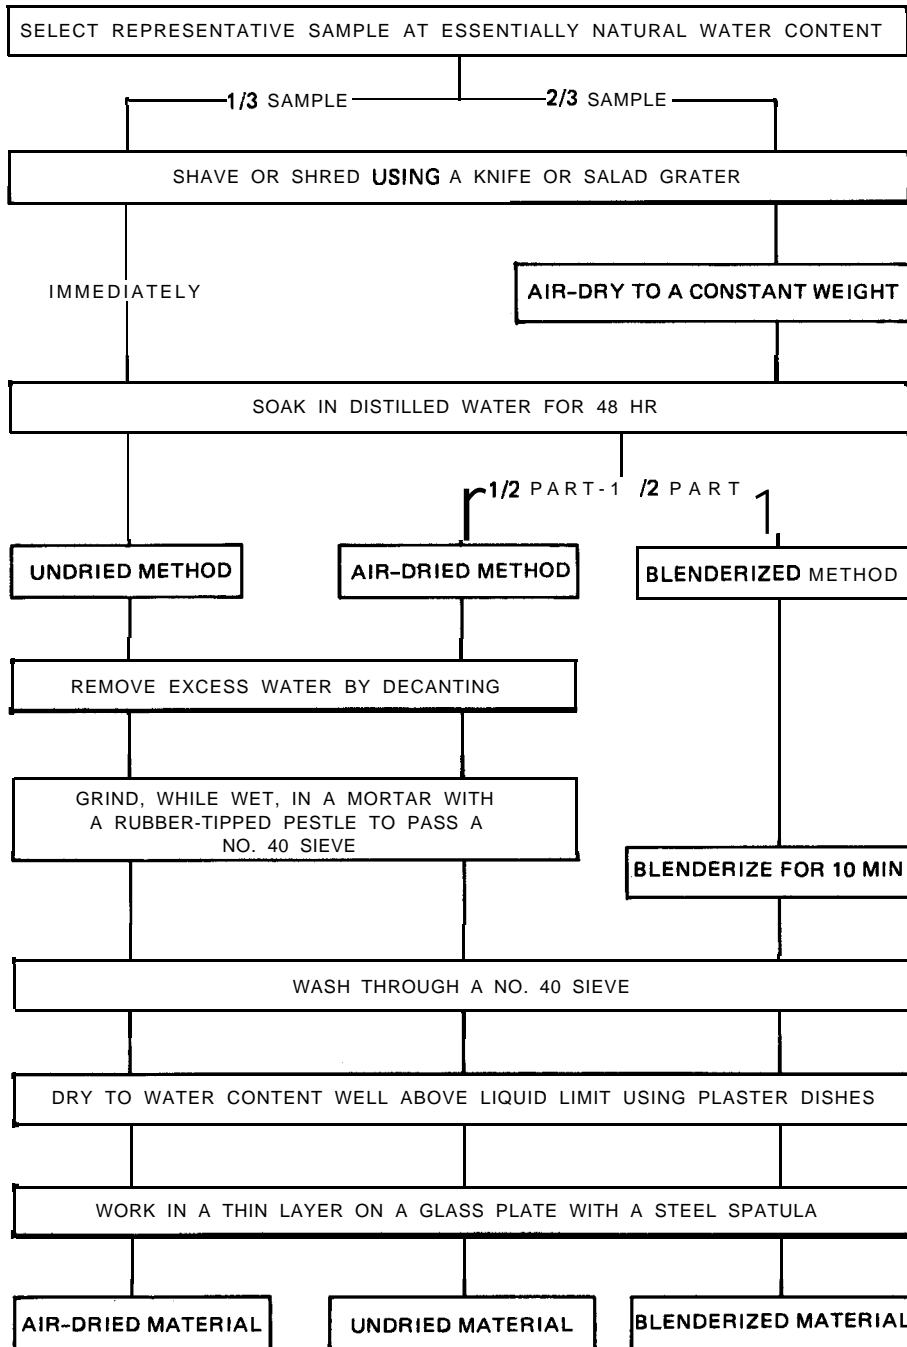 SELECT REPRESENTATIVE SAMPLE AT ESSENTIALLY NATURAL WATER CONTENT
1/3 SAMPLE
2/3 SAMPLE
SHAVE OR SHRED USING A KNIFE OR SALAD GRATER
IMMEDIATELY
AIR-DRY TO A CONSTANT WEIGHT
SOAK IN DISTILLED WATER FOR 48 HR
1/2 PART-1 /2 PART
UNDRIED METHOD
AIR-DRIED METHOD
BLENDERIZED METHOD
REMOVE EXCESS WATER BY DECANTING
GRIND, WHILE WET, IN A MORTAR WITH
A RUBBER-TIPPED PESTLE TO PASS A
NO. 40 SIEVE
BLENDERIZE FOR 10 MIN
WASH THROUGH A NO. 40 SIEVE
DRY TO WATER CONTENT WELL ABOVE LIQUID LIMIT USING PLASTER DISHES
WORK IN A THIN LAYER ON A GLASS PLATE WITH A STEEL SPATULA
AIR-DRIED MATERIAL
UNDRIED MATERIAL
BLENDERIZED MATERIAL